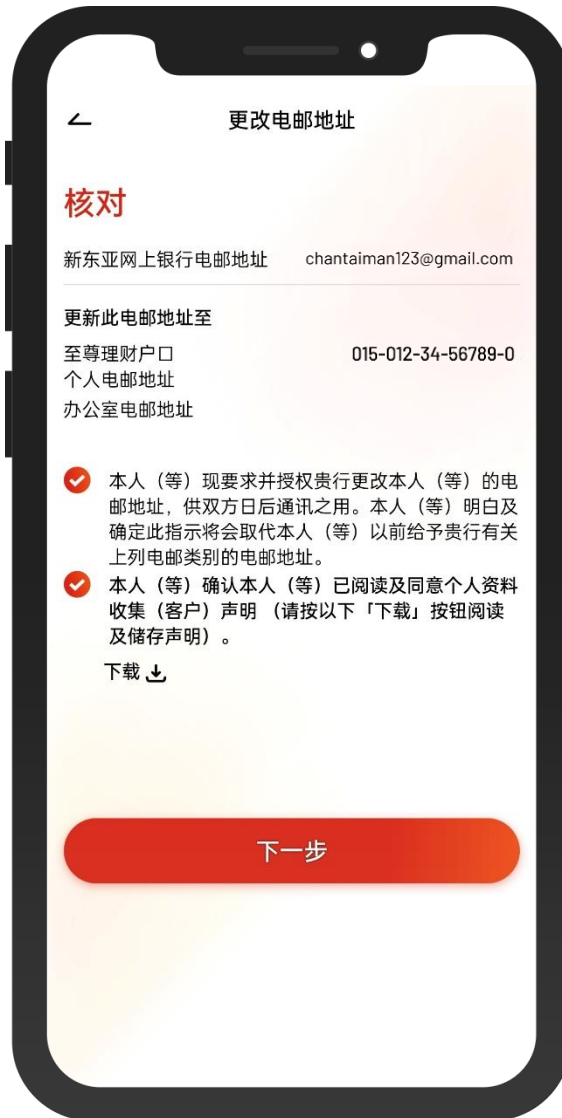 更改电邮地址
核对
新东亚网上银行电邮地址 chantaiman123@gmail.com
更新此电邮地址至
至尊理财户口 015-012-34-56789-0
个人电邮地址
办公室电邮地址
本人（等）现要求并授权贵行更改本人（等）的电
邮地址，供双方日后通讯之用。本人（等）明白及
确定此指示将会取代本人（等）以前给予贵行有关
上列电邮类别的电邮地址。
本人（等）确认本人（等）已阅读及同意个人资料
收集（客户）声明 （请按以下「下载」按钮阅读
及储存声明）。
下载
下一步